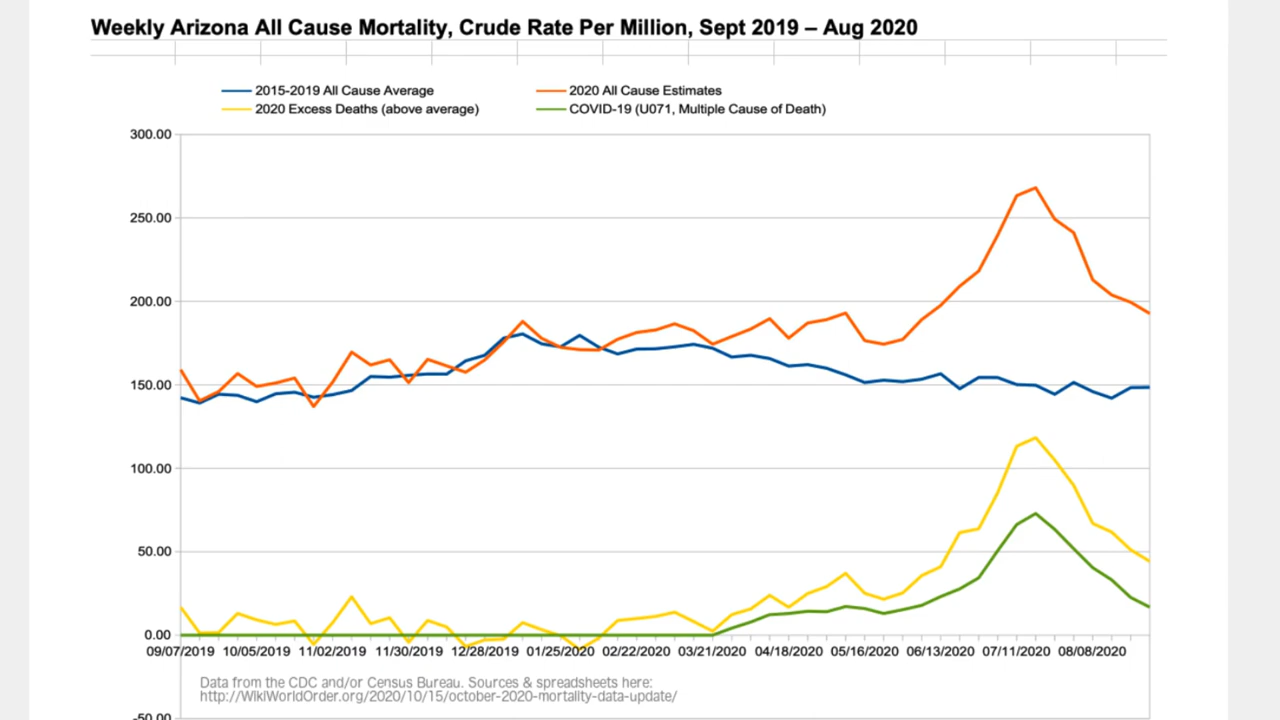 Weekly Arizona All Cause Mortality, Crude Rate Per Million, Sept 2019 – Aug 2020
2015-2019 All Cause Average
2020 All Cause Estimates
2020 Excess Deaths (above average)
COVID-19 (U071, Multiple Cause of Death)
300.00
250.00
200.00
150.00
100.00
50.00
0.00
09/07/2019 10/05/2019 11/02/2019 11/30/2019 12/28/2019 01/25/2020 02/22/2020 03/21/2020 04/18/2020 05/16/2020 06/13/2020 07/11/2020 08/08/2020
Data from the CDC and/or Census Bureau. Sources & spreadsheets here:
http://WikiWorldOrder.org/2020/10/15/october-2020-mortality-data-update/
-50.00